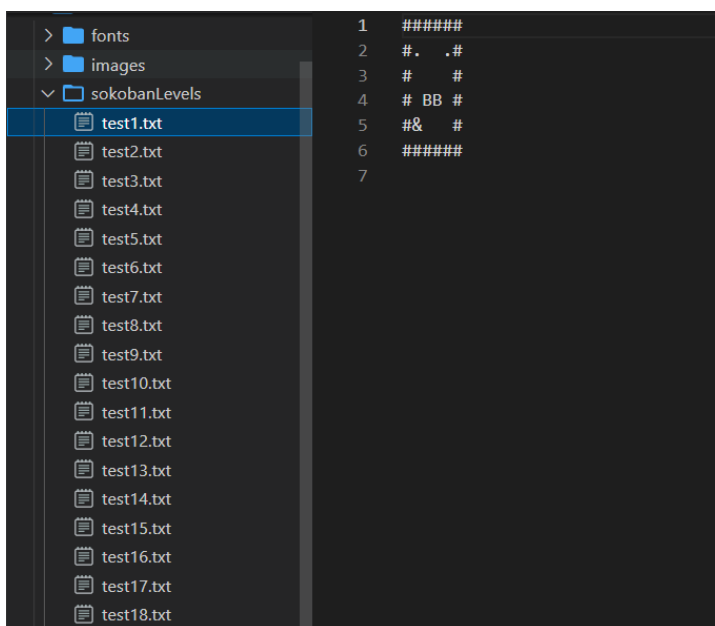 fonts
images
sokobanLevels
test1.txt
test2.txt
test3.txt
test4.txt
test5.txt
test6.txt
test7.txt
test8.txt
test9.txt
test10.txt
test11.txt
test12.txt
test13.txt
test14.txt
test15.txt
test16.txt
test17.txt
test18.txt
1 ######
2 #.  .#
3 #    #
4 # BB #
5 #&   #
6 ######
7